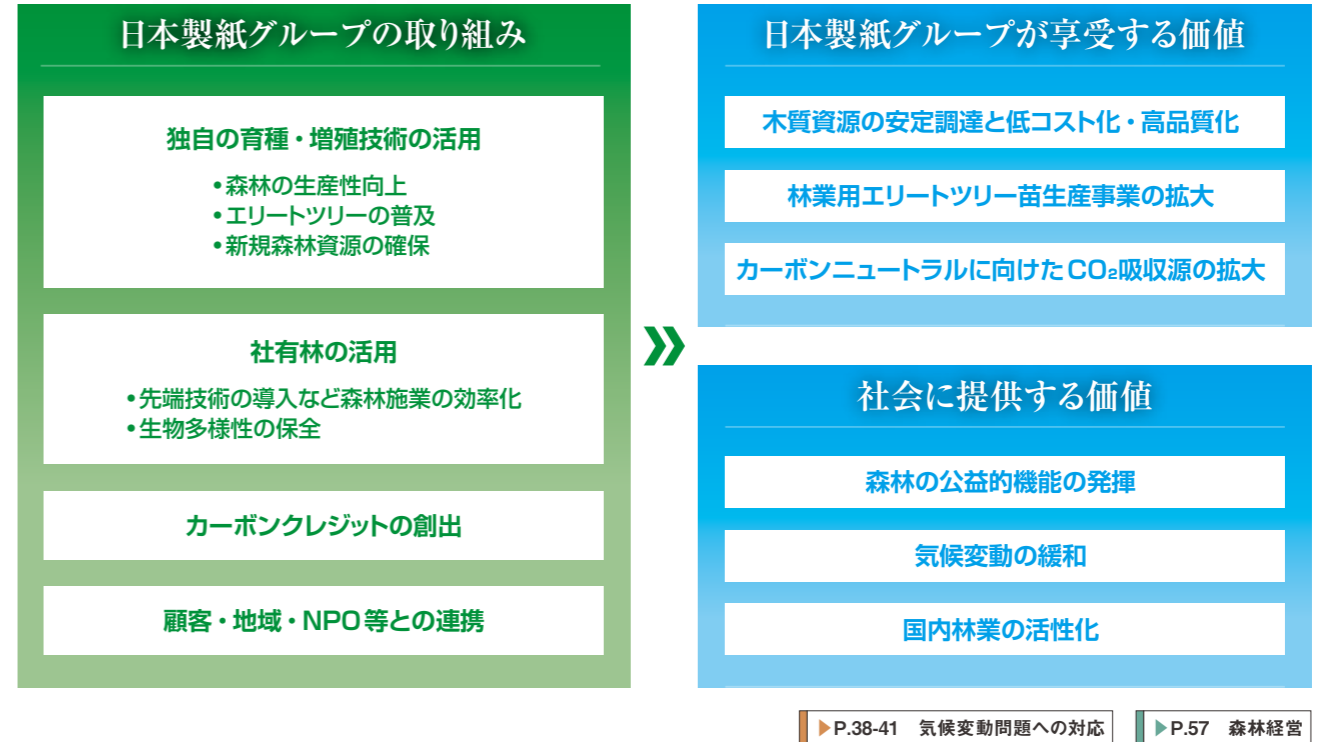 日本製紙グループの取り組み
独自の育種・増殖技術の活用
•森林の生産性向上
•エリートツリーの普及
•新規森林資源の確保
社有林の活用
•先端技術の導入など森林施業の効率化
•生物多様性の保全
カーボンクレジットの創出
顧客・地域・NPO等との連携
日本製紙グループが享受する価値
木質資源の安定調達と低コスト化・高品質化
林業用エリートツリー苗生産事業の拡大
カーボンニュートラルに向けたCO₂吸収源の拡大
社会に提供する価値
森林の公益的機能の発揮
気候変動の緩和
国内林業の活性化
▶P.38-41 気候変動問題への対応
▶P.57 森林経営